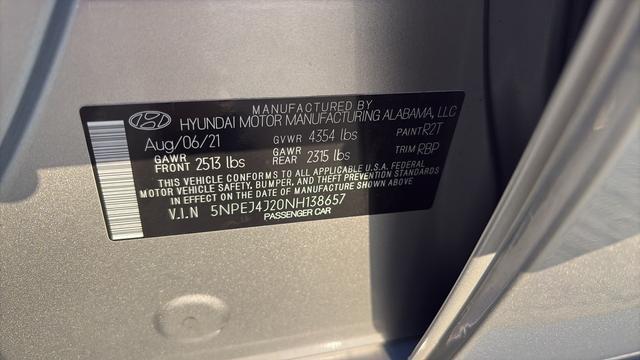 MANUFACTURED BY
HYUNDAI MOTOR MANUFACTURING ALABAMA, LLC
Aug/06/21 GVWR 4354 lbs PAINT R2T
GAWR FRONT 2513 lbs GAWR REAR 2315 lbs TRIM RBP
THIS VEHICLE CONFORMS TO ALL APPLICABLE U.S.A. FEDERAL
MOTOR VEHICLE SAFETY, BUMPER, AND THEFT PREVENTION STANDARDS
IN EFFECT ON THE DATE OF MANUFACTURE SHOWN ABOVE
V.I.N 5NPEJ4J20NH138657
PASSENGER CAR